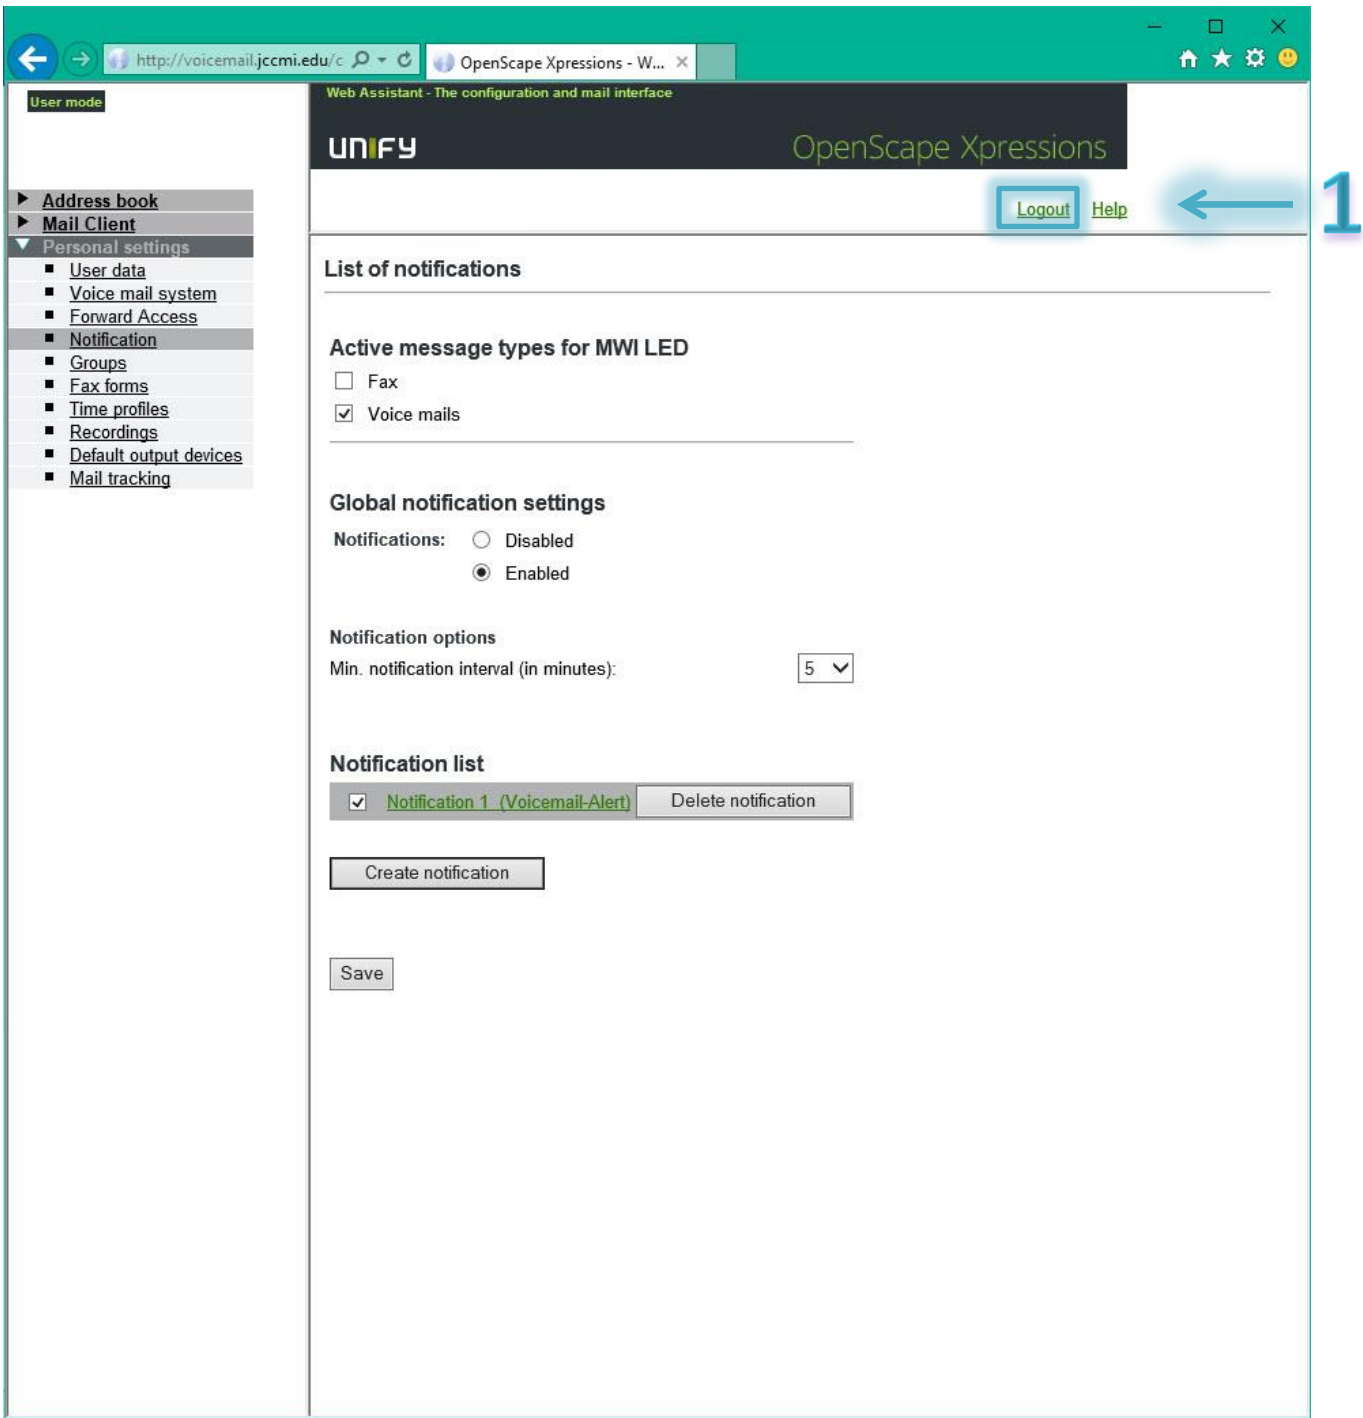 http://voicemail.jccmi.edu/c
OpenScape Xpressions - W...
User mode
Web Assistant - The configuration and mail interface
UNIFY
OpenScape Xpressions
Logout Help
1
Address book
Mail Client
Personal settings
User data
Voice mail system
Forward Access
Notification
Groups
Fax forms
Time profiles
Recordings
Default output devices
Mail tracking
List of notifications
Active message types for MWI LED
Fax
Voice mails
Global notification settings
Notifications: Disabled
Enabled
Notification options
Min. notification interval (in minutes): 5
Notification list
Notification 1 (Voicemail-Alert) Delete notification
Create notification
Save